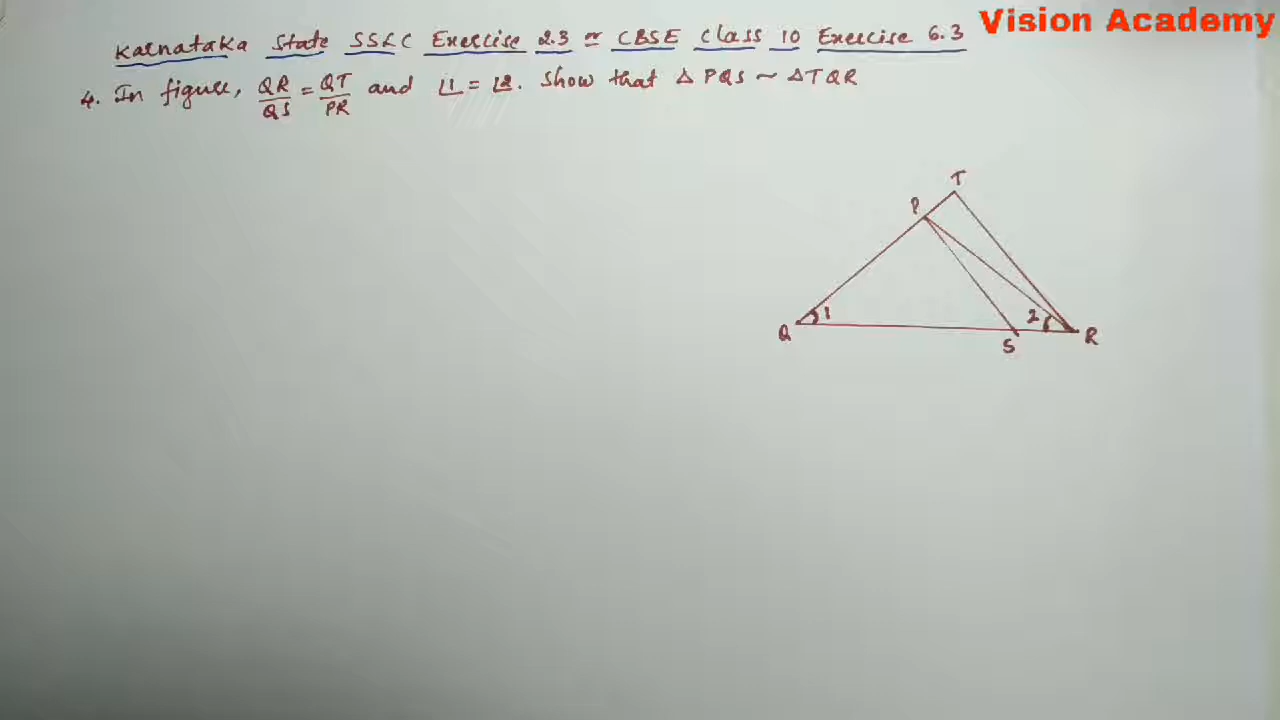 Vision Academy
Karnataka State SSLC Exercise 2.3 or CBSE Class 10 Exercise 6.3
4. In figure, QR/QS = QT/PR and ∠1 = ∠2. Show that △ PQS ~ △TQR
T
P
Q 1
2 R
S